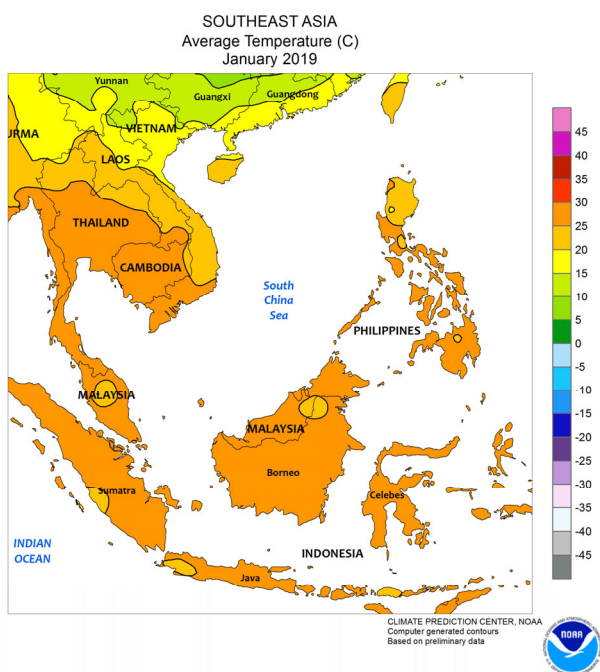 SOUTHEAST ASIA
Average Temperature (C)
January 2019
Yunnan
Guangxi
Guangdong
URMA
VIETNAM
LAOS
THAILAND
CAMBODIA
South
China
Sea
PHILIPPINES
MALAYSIA
MALAYSIA
Borneo
Sumatra
Celebes
INDIAN
OCEAN
INDONESIA
Java
45
40
35
30
25
20
15
10
5
0
-5
-10
-15
-20
-25
-30
-35
-40
-45
CLIMATE PREDICTION CENTER, NOAA
Computer generated contours
Based on preliminary data
NOAA